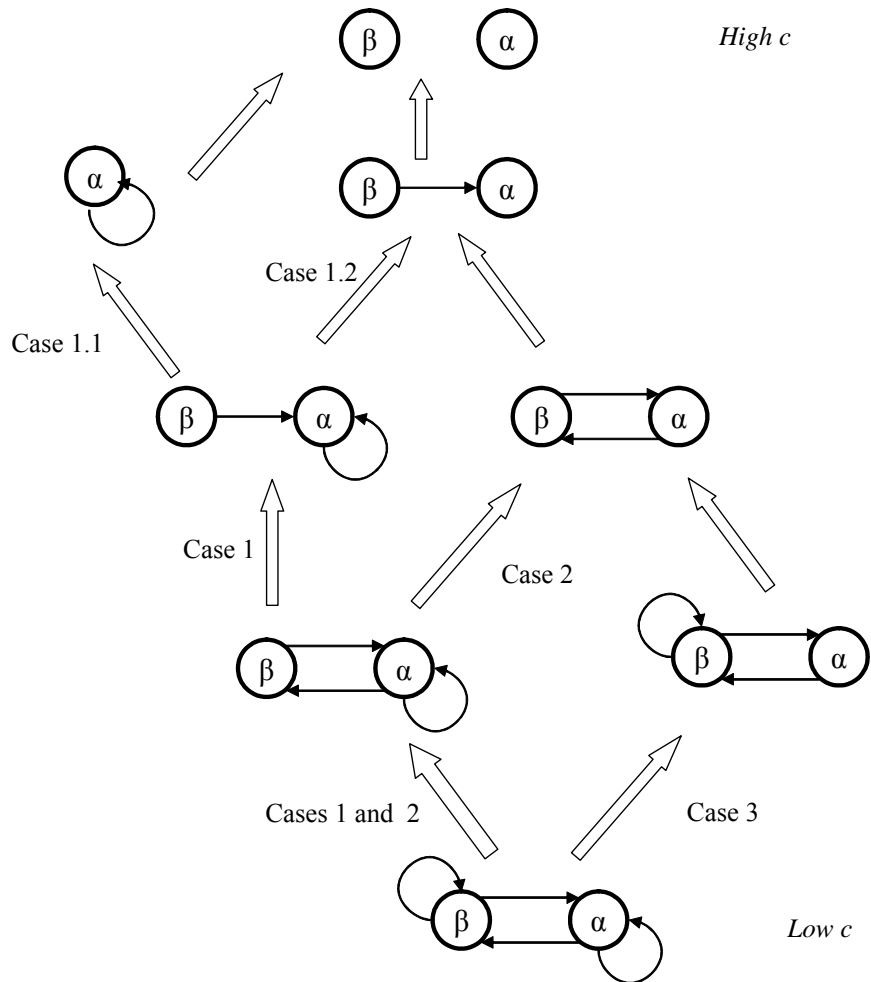 β α High c
α
β α
Case 1.2
Case 1.1
β α
β α
Case 1
Case 2
β α
β α
Cases 1 and 2
Case 3
β α
Low c